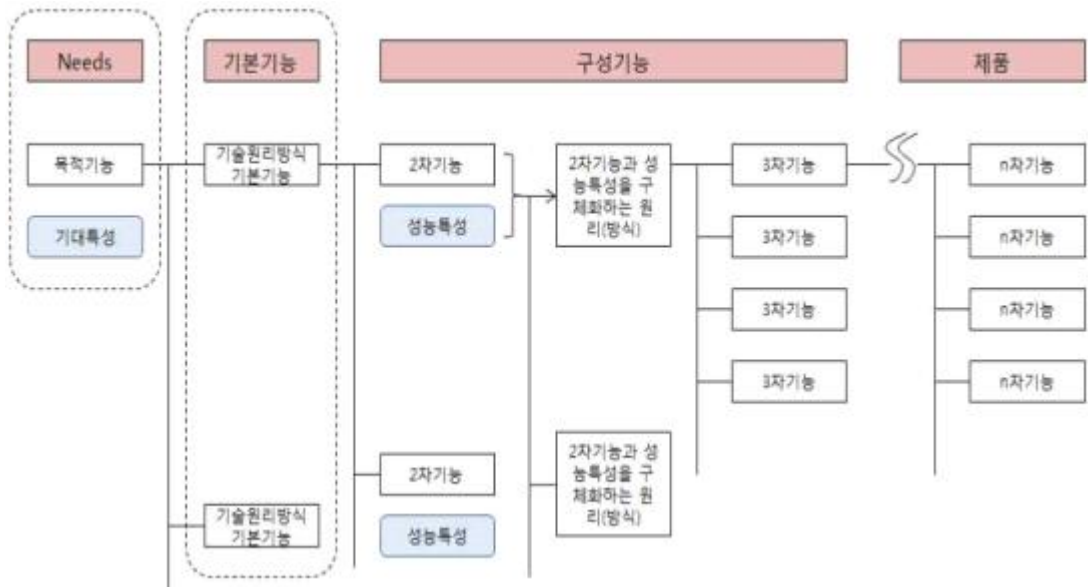 Needs
기본기능
구성기능
제품
목적기능
기술원리방식
기본기능
2차기능
2차기능과 성
능특성을 구
체화하는 원
리(방식)
3차기능
n차기능
기대특성
성능특성
3차기능
n차기능
3차기능
n차기능
3차기능
n차기능
2차기능
2차기능과 성
능특성을 구
체화하는 원
리(방식)
기술원리방식
기본기능
성능특성